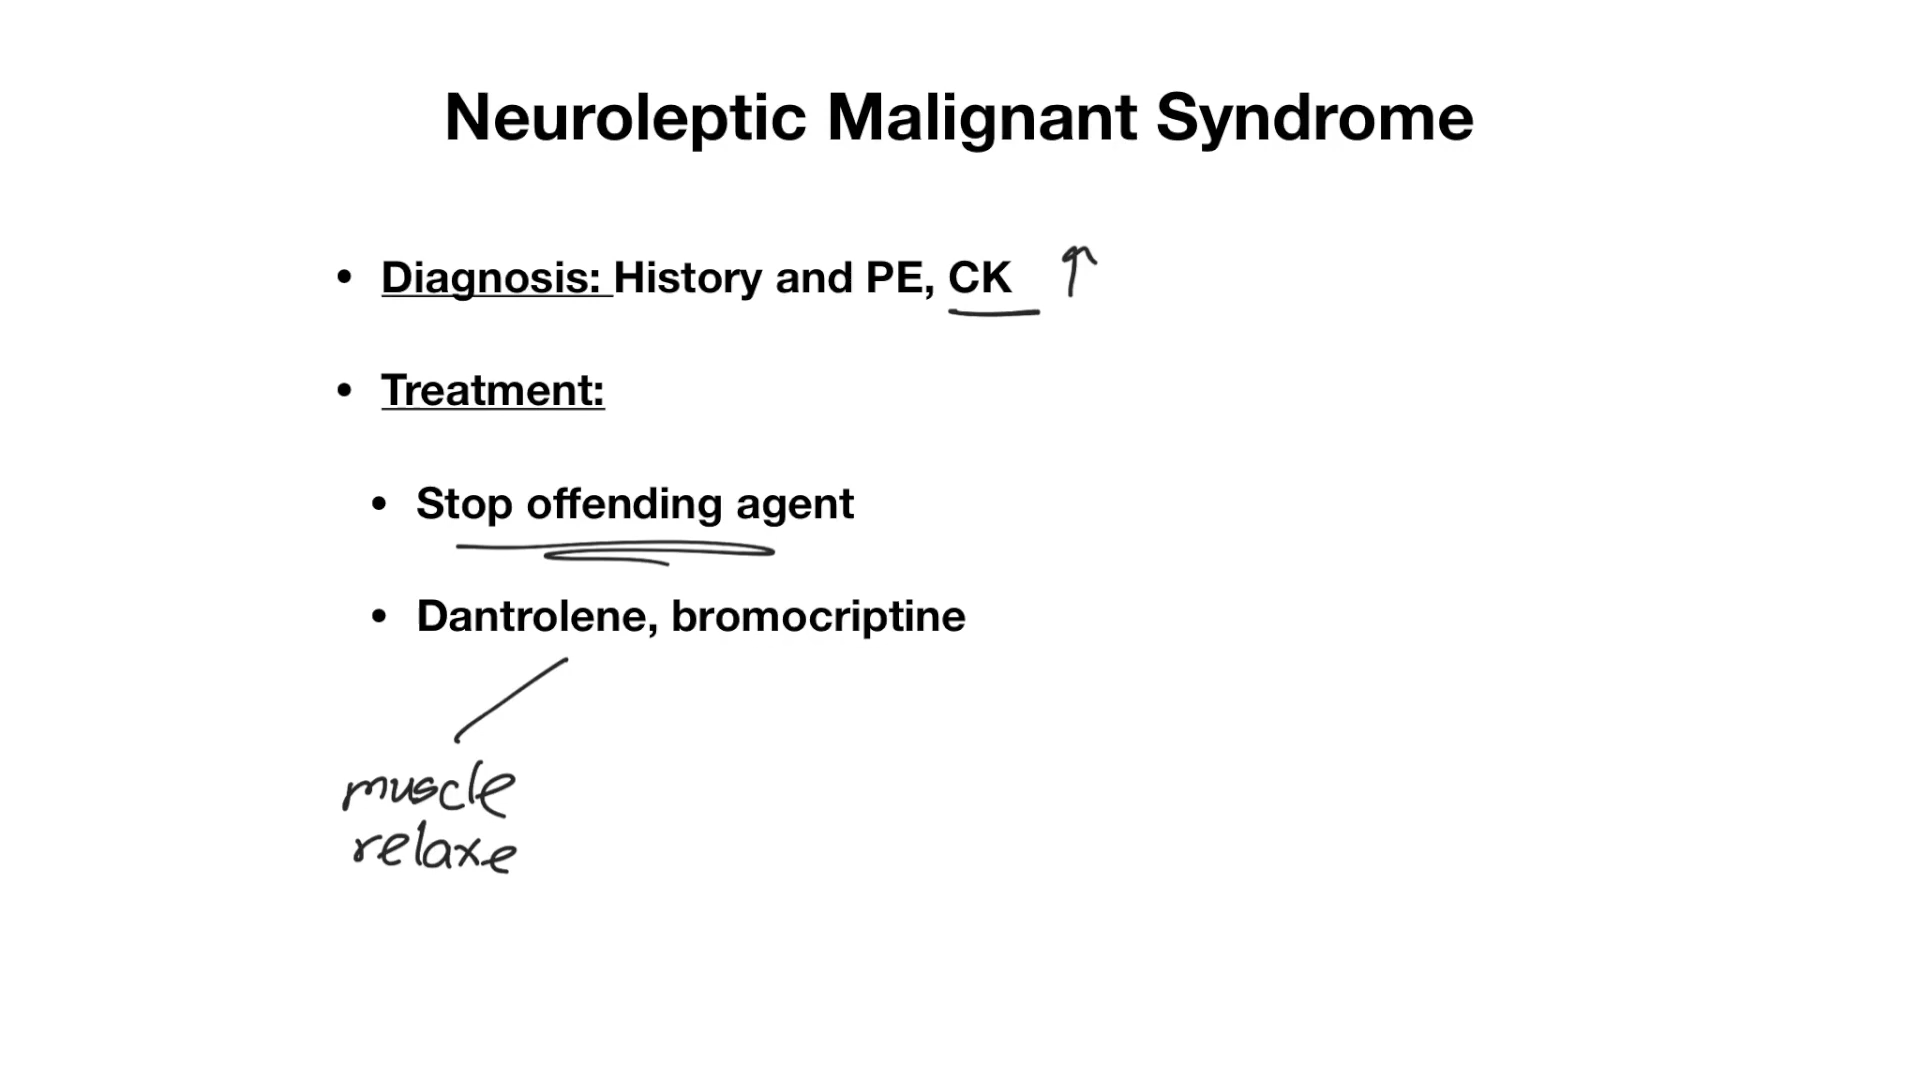 Neuroleptic Malignant Syndrome
• Diagnosis: History and PE, CK ↑
• Treatment:
• Stop offending agent
• Dantrolene, bromocriptine
muscle
relaxe